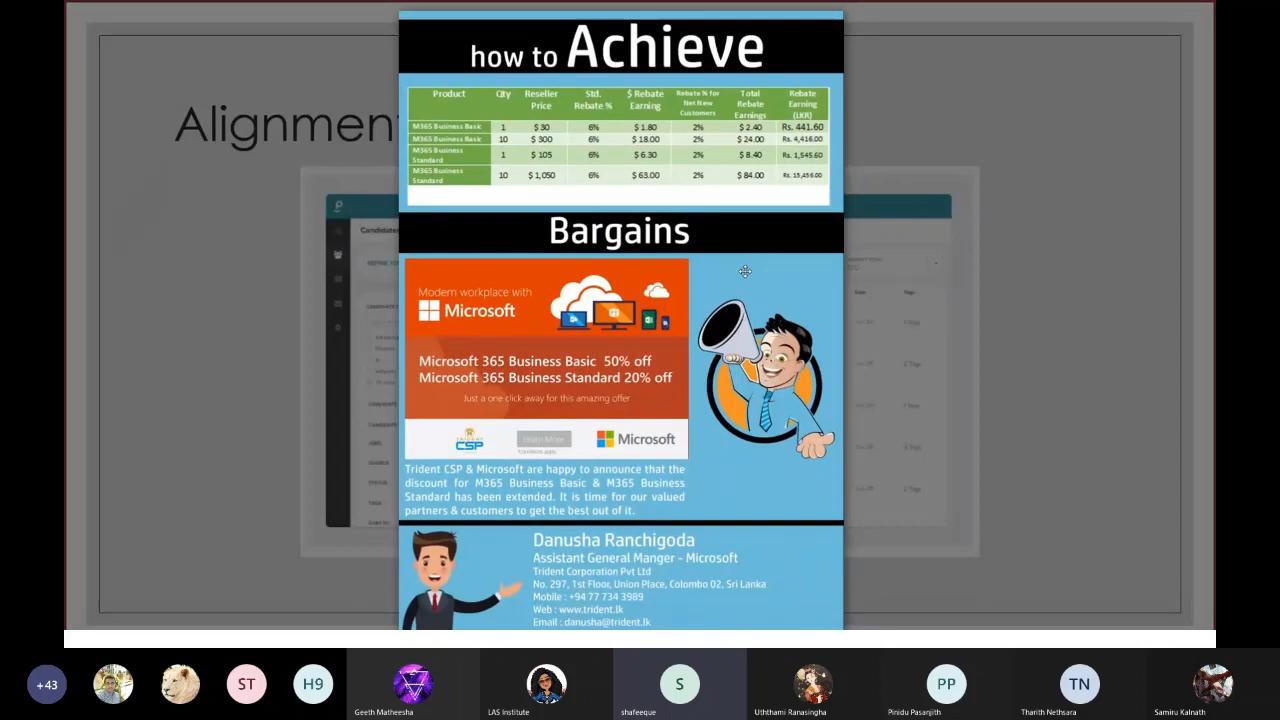 how to Achieve
Alignment
Product Qty Reseller Price Std. Rebate % $ Rebate Earning Rebate % for Net New Customers Total Rebate Earnings Rebate Earning (LKR)
M365 Business Basic 1 $ 30 6% $ 1.80 2% $ 2.40 Rs. 441.60
M365 Business Basic 10 $ 300 6% $ 18.00 2% $ 24.00 Rs. 4,416.00
M365 Business Standard 1 $ 105 6% $ 6.30 2% $ 8.40 Rs. 1,545.60
M365 Business Standard 10 $ 1,050 6% $ 63.00 2% $ 84.00 Rs. 15,456.00
Bargains
Modern workplace with
Microsoft
Microsoft 365 Business Basic 50% off
Microsoft 365 Business Standard 20% off
Just a one click away for this amazing offer
TRIDENT
CSP
Learn More
Microsoft
Trident CSP & Microsoft are happy to announce that the
discount for M365 Business Basic & M365 Business
Standard has been extended. It is time for our valued
partners & customers to get the best out of it.
Danusha Ranchigoda
Assistant General Manger - Microsoft
Trident Corporation Pvt Ltd
No. 297, 1st Floor, Union Place, Colombo 02, Sri Lanka
Mobile : +94 77 734 3989
Web : www.trident.lk
Email : danusha@trident.lk
+43
ST
H9
S
PP
TN
Geeth Matheesha
LAS Institute
shafeeque
Uththami Ranasingha
Pinidu Pasanjith
Tharith Nethsara
Samiru Kalnath